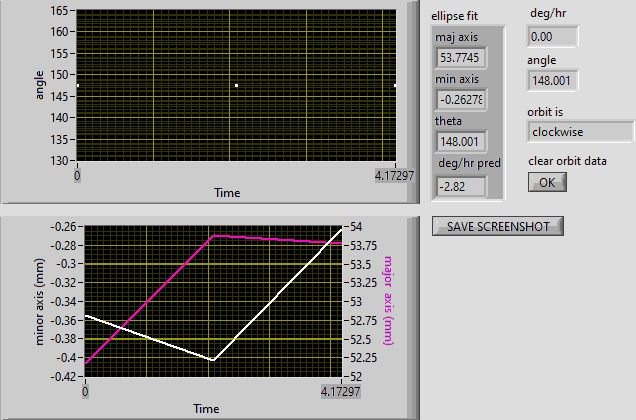 165
160
155
150
145
140
135
130
angle
0
4.17297
Time
ellipse fit
maj axis
53.7745
min axis
-0.26278
theta
148.001
deg/hr pred
-2.82
deg/hr
0.00
angle
148.001
orbit is
clockwise
clear orbit data
OK
SAVE SCREENSHOT
-0.26
-0.28
-0.3
-0.32
-0.34
-0.36
-0.38
-0.4
-0.42
minor axis (mm)
54
53.75
53.5
53.25
53
52.75
52.5
52.25
52
major axis (mm)
0
4.17297
Time